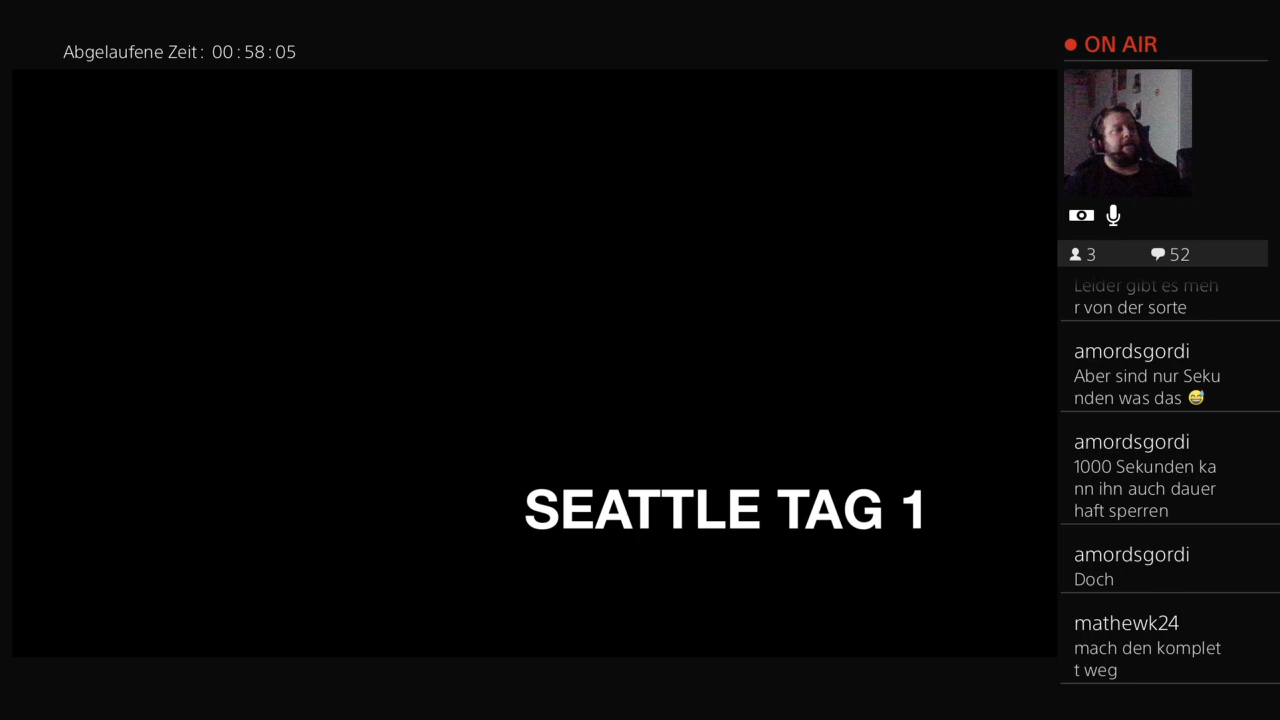 Abgelaufene Zeit: 00:58:05
ON AIR
3 52
Leider gibt es meh
r von der sorte
amordsgordi
Aber sind nur Seku
nden was das 😅
amordsgordi
1000 Sekunden ka
nn ihn auch dauer
haft sperren
amordsgordi
Doch
mathewk24
mach den komplet
t weg
SEATTLE TAG 1